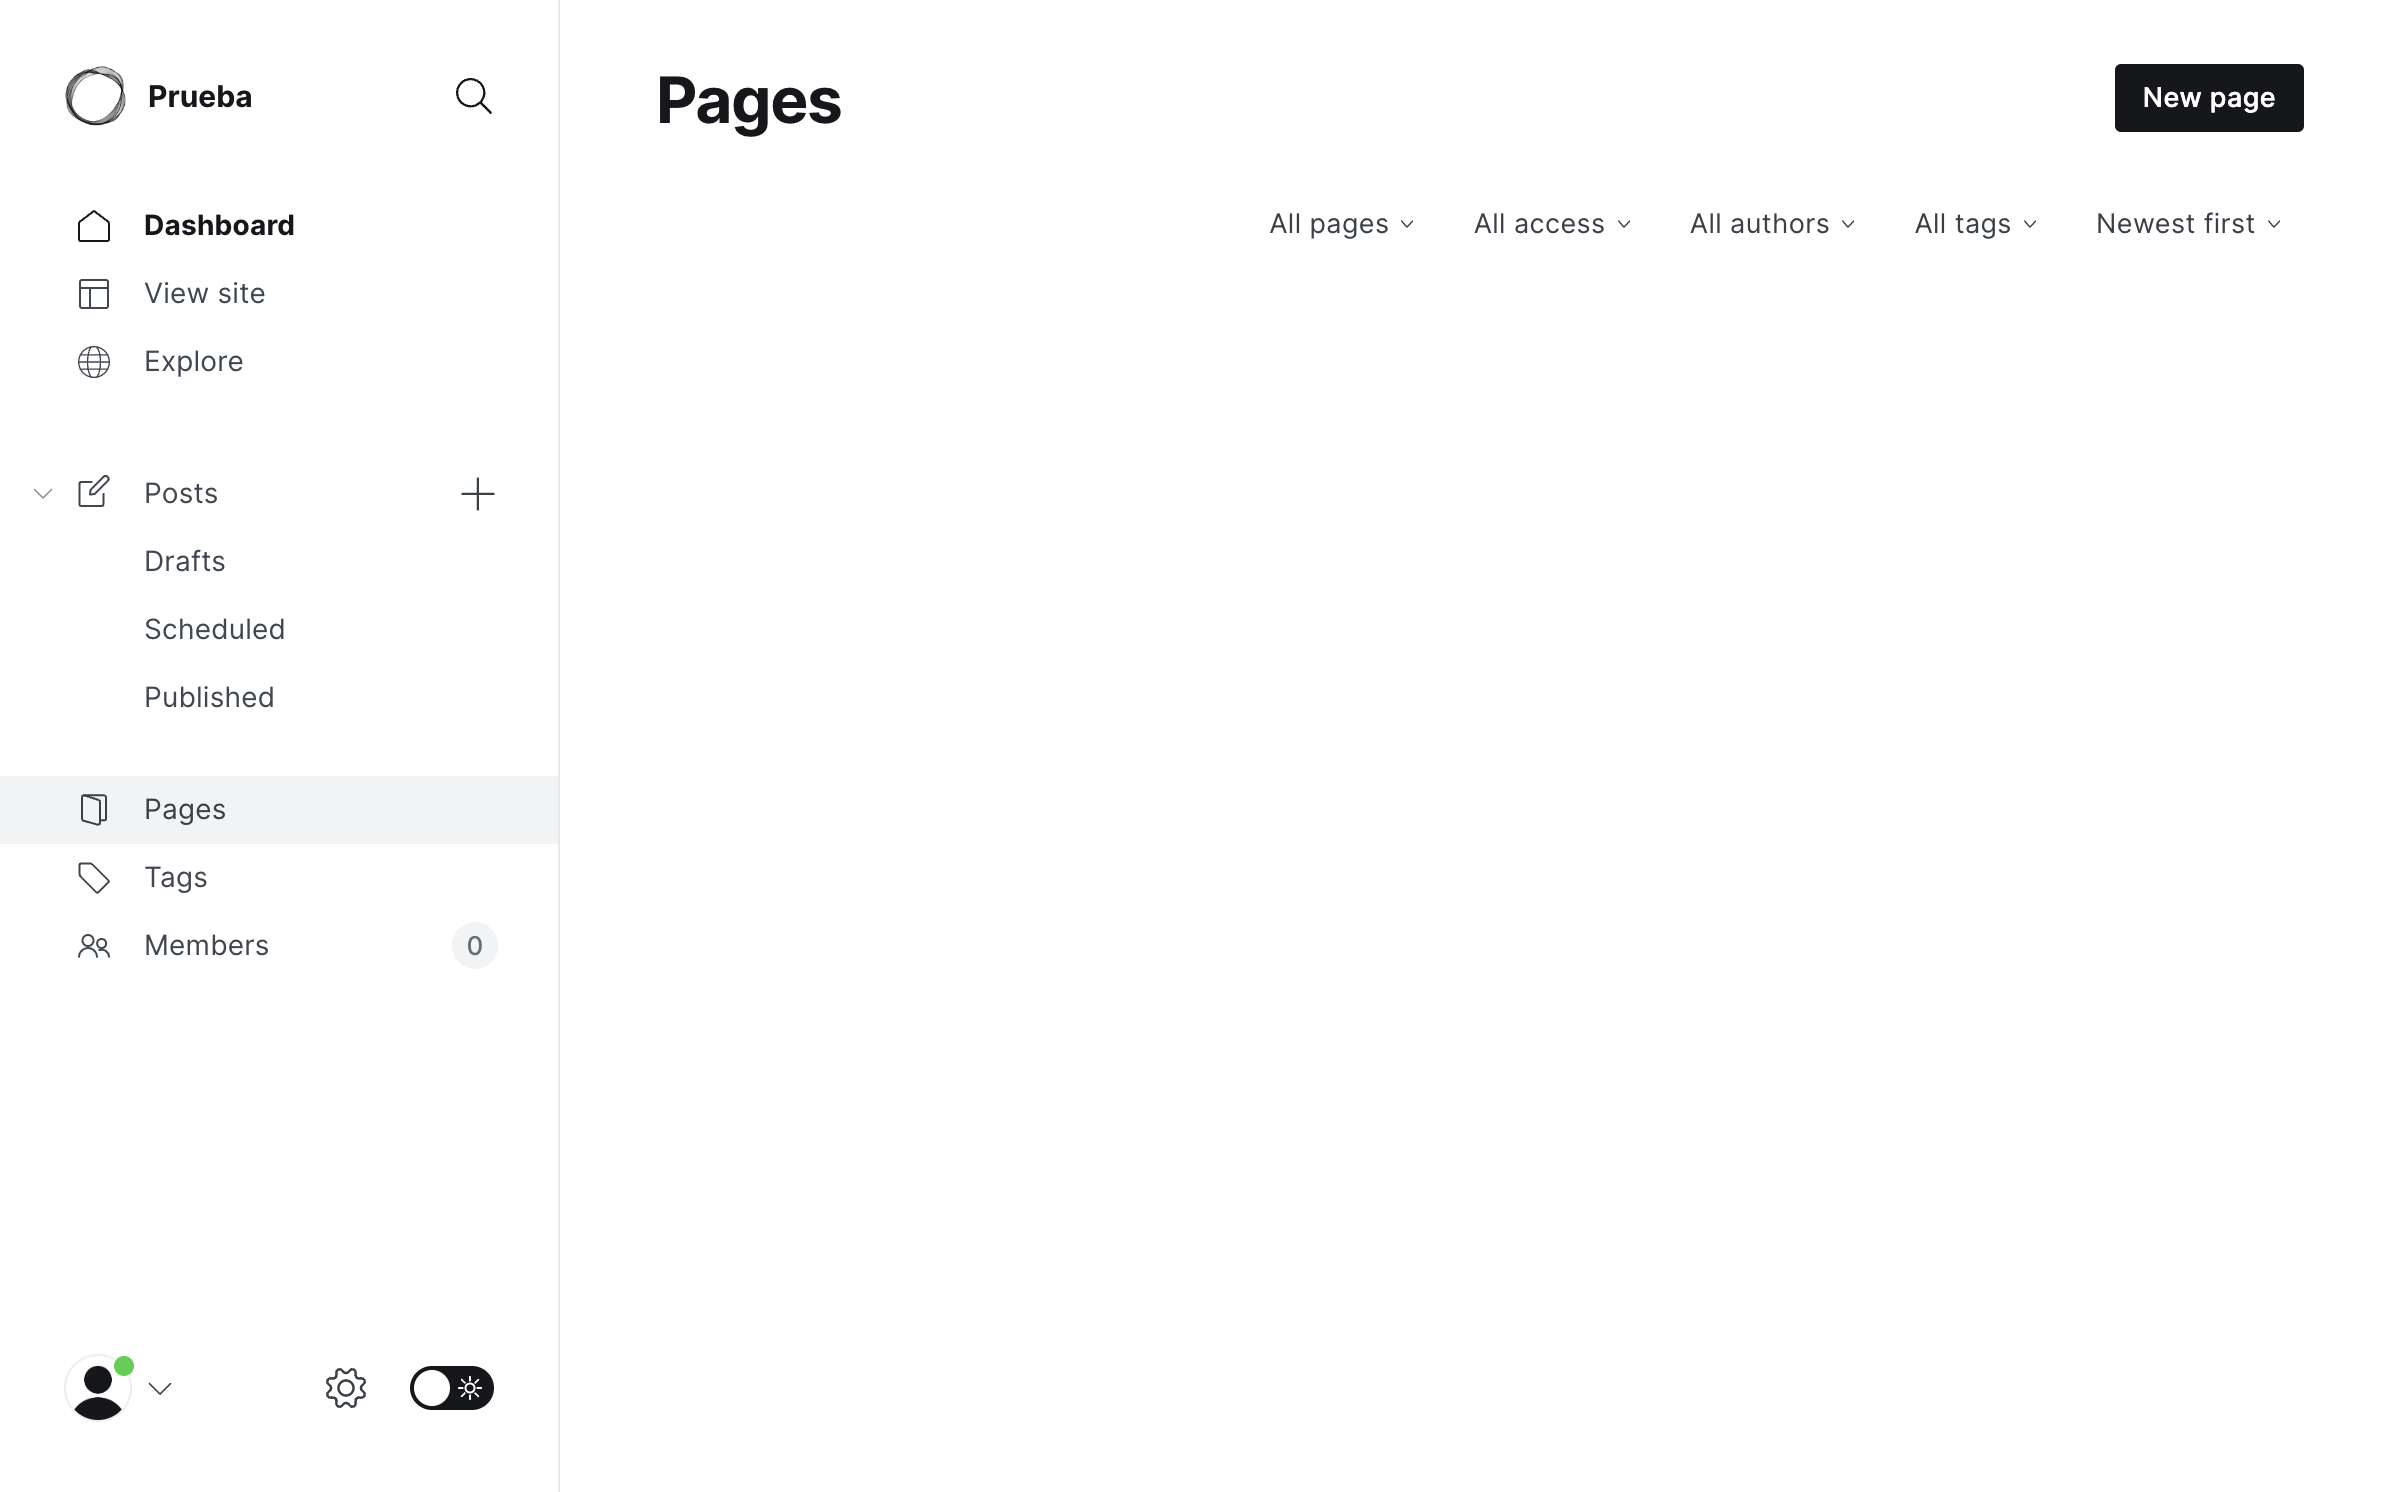 Prueba
Dashboard
View site
Explore
Posts
Drafts
Scheduled
Published
Pages
Tags
Members 0
Pages
New page
All pages All access All authors All tags Newest first